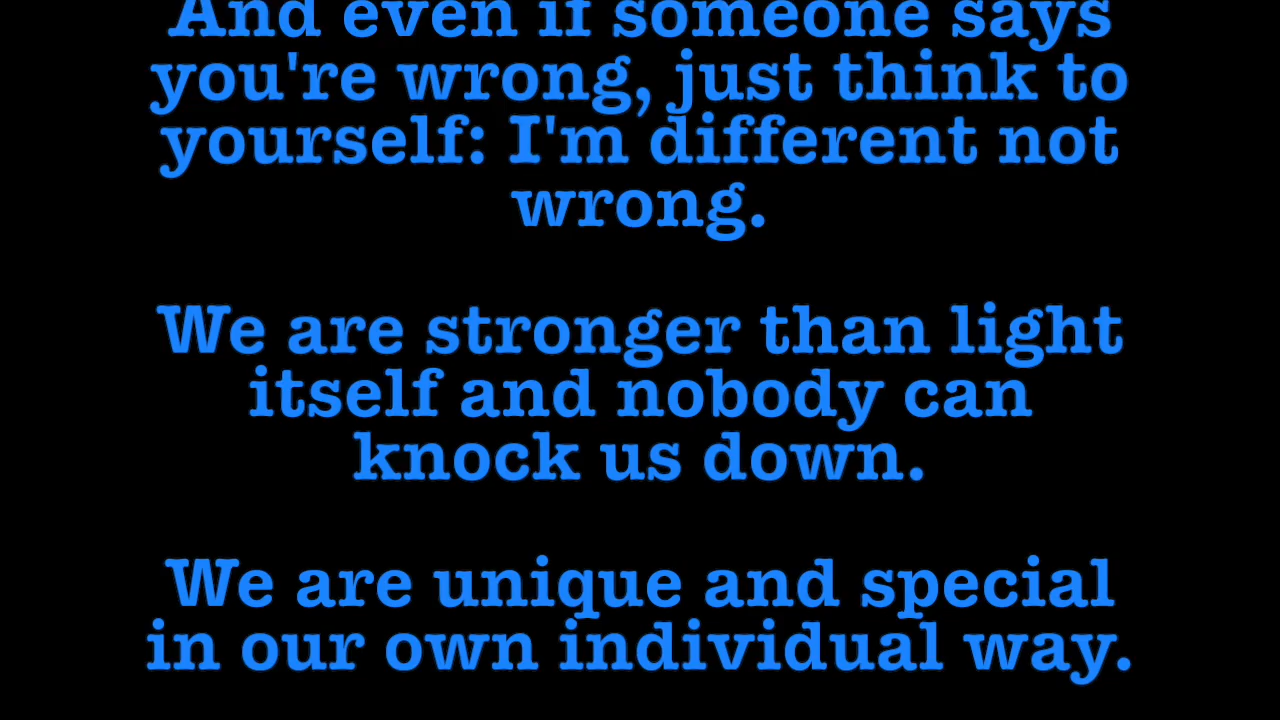 And even if someone says
you're wrong, just think to
yourself: I'm different not
wrong.
We are stronger than light
itself and nobody can
knock us down.
We are unique and special
in our own individual way.